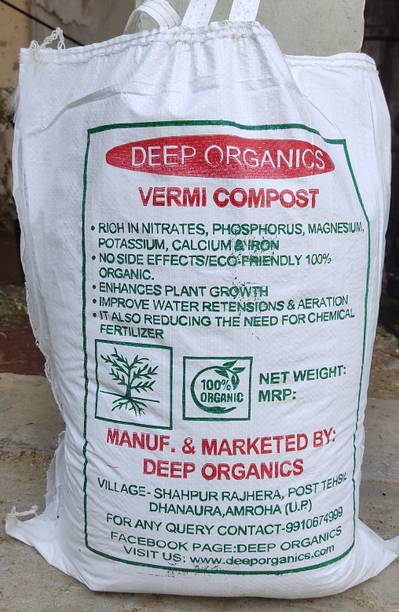 DEEP ORGANICS
VERMI COMPOST
• RICH IN NITRATES, PHOSPHORUS, MAGNESIUM,
POTASSIUM, CALCIUM & IRON
• NO SIDE EFFECTS/ECO-FRIENDLY 100%
ORGANIC.
• ENHANCES PLANT GROWTH
• IMPROVE WATER RETENSIONS & AERATION
• IT ALSO REDUCING THE NEED FOR CHEMICAL
FERTILIZER
100%
ORGANIC
NET WEIGHT:
MRP:
MANUF. & MARKETED BY:
DEEP ORGANICS
VILLAGE- SHAHPUR RAJHERA, POST TEHSIL
DHANAURA,AMROHA (U.P.)
FOR ANY QUERY CONTACT-9910674999
FACEBOOK PAGE:DEEP ORGANICS
VISIT US: www.deeporganics.com